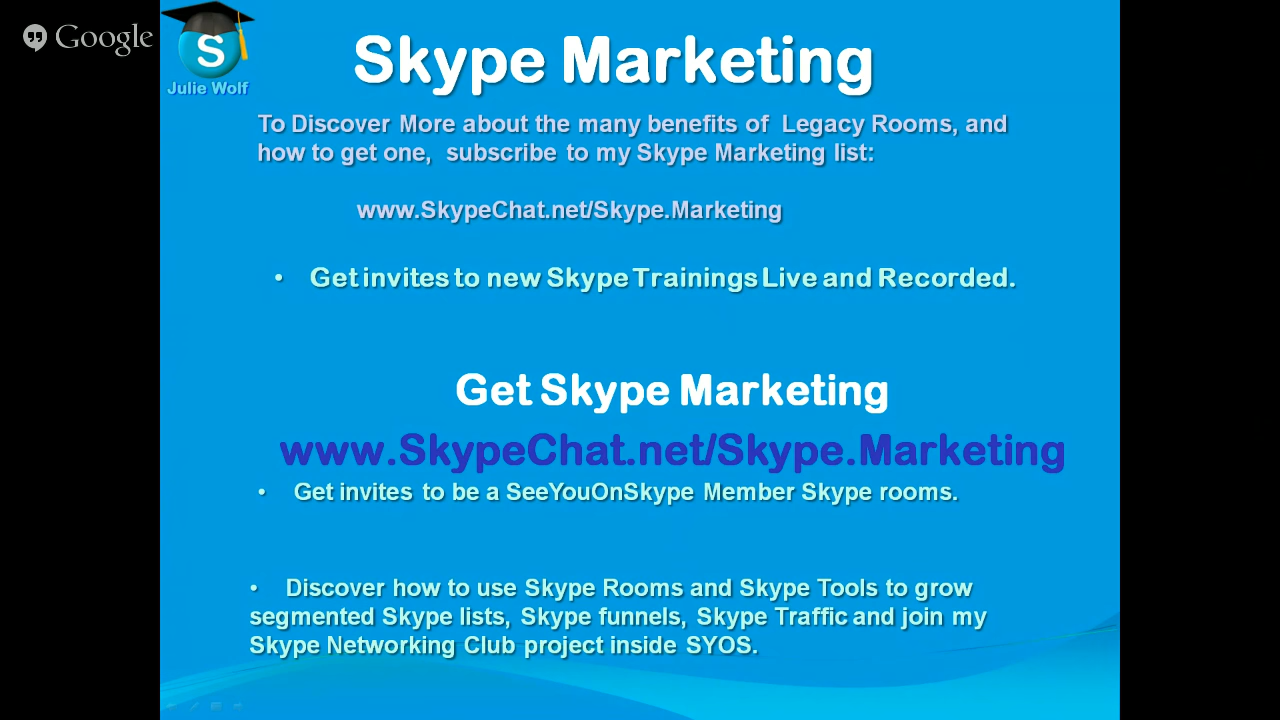 Google
S
Julie Wolf
Skype Marketing
To Discover More about the many benefits of Legacy Rooms, and
how to get one, subscribe to my Skype Marketing list:
www.SkypeChat.net/Skype.Marketing
• Get invites to new Skype Trainings Live and Recorded.
Get Skype Marketing
www.SkypeChat.net/Skype.Marketing
• Get invites to be a SeeYouOnSkype Member Skype rooms.
• Discover how to use Skype Rooms and Skype Tools to grow
segmented Skype lists, Skype funnels, Skype Traffic and join my
Skype Networking Club project inside SYOS.